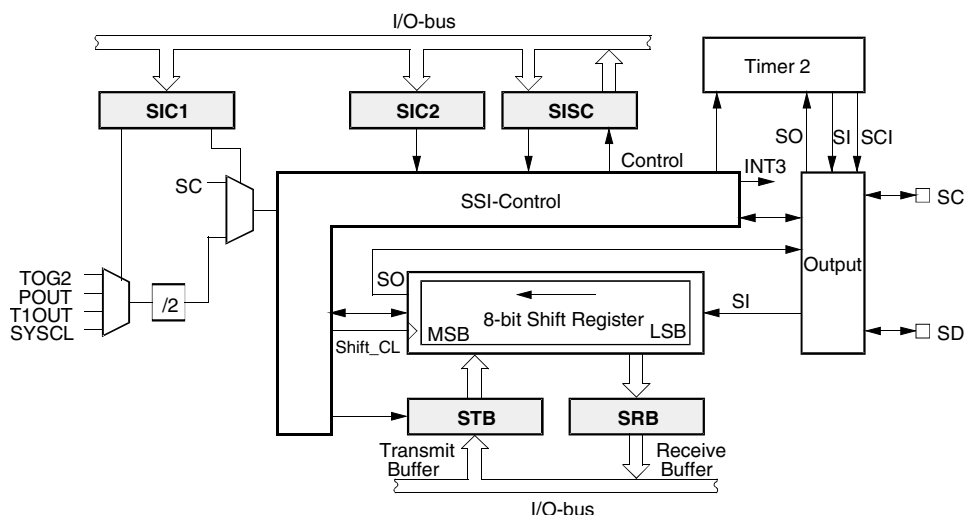 I/O-bus
Timer 2
SIC1
SIC2
SISC
SO
SI
SCI
Control
INT3
SC
SSI-Control
SC
Output
TOG2
POUT
T1OUT
SYSCL
/2
SO
SI
8-bit Shift Register
MSB
LSB
Shift_CL
SD
STB
SRB
Transmit
Buffer
Receive
Buffer
I/O-bus